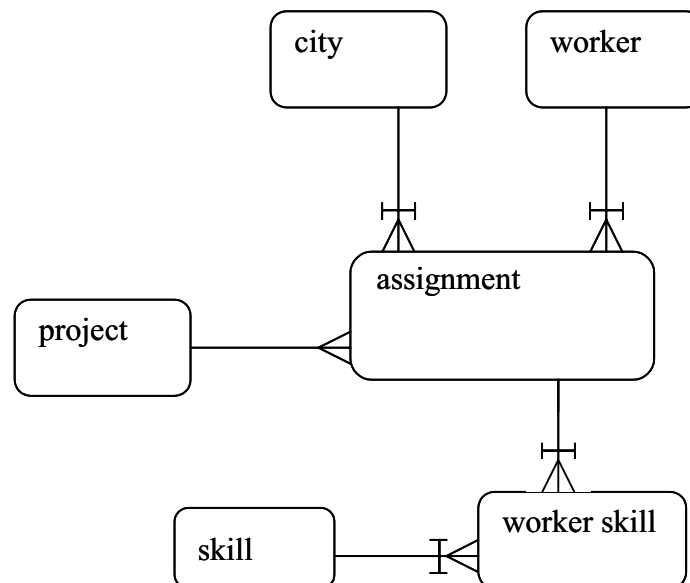 city
worker
assignment
project
worker skill
skill